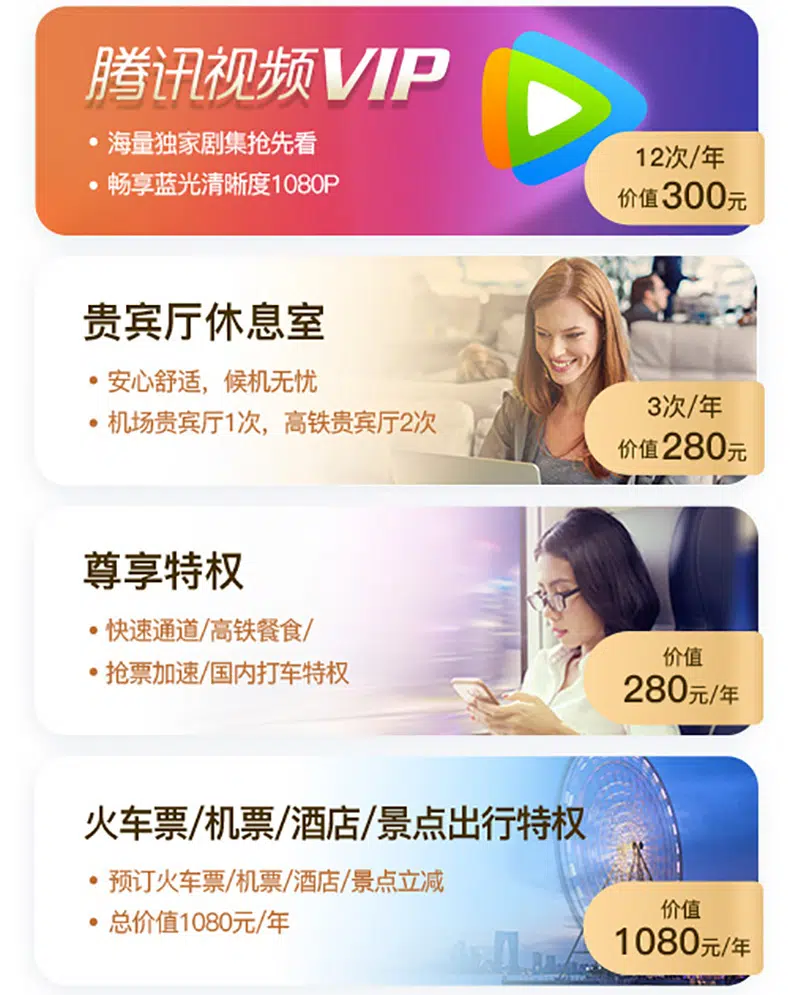 腾讯视频VIP
• 海量独家剧集抢先看
• 畅享蓝光清晰度1080P
12次/年
价值300元
贵宾厅休息室
• 安心舒适，候机无忧
• 机场贵宾厅1次，高铁贵宾厅2次
3次/年
价值280元
尊享特权
• 快速通道/高铁餐食/
• 抢票加速/国内打车特权
价值
280元/年
火车票/机票/酒店/景点出行特权
• 预订火车票/机票/酒店/景点立减
• 总价值1080元/年
价值
1080元/年